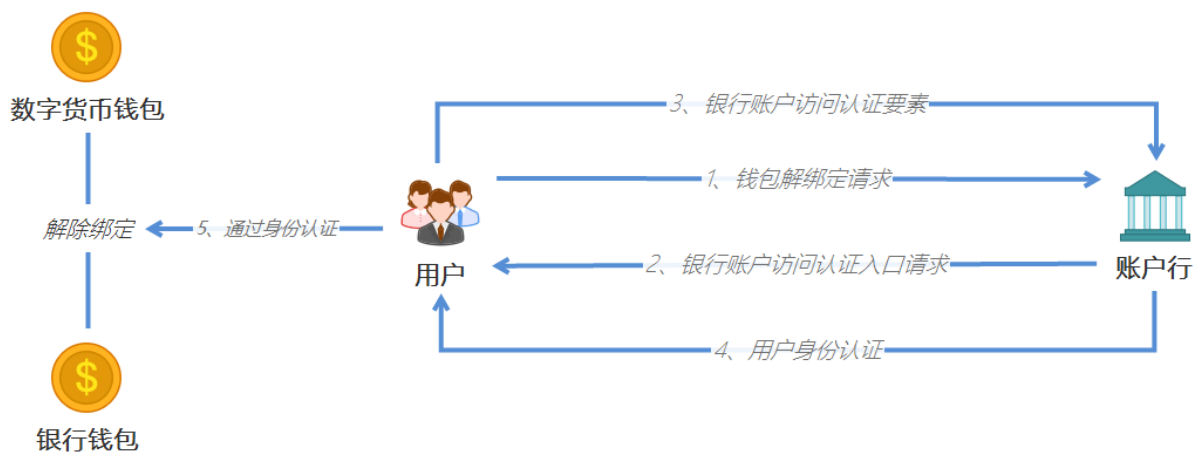 $
数字货币钱包
3、银行账户访问认证要素
1、钱包解绑定请求
解除绑定
5、通过身份认证
用户
2、银行账户访问认证入口请求
账户行
4、用户身份认证
$
银行钱包